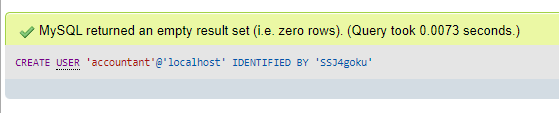 MySQL returned an empty result set (i.e. zero rows). (Query took 0.0073 seconds.)
CREATE USER 'accountant'@'localhost' IDENTIFIED BY 'SSJ4goku'